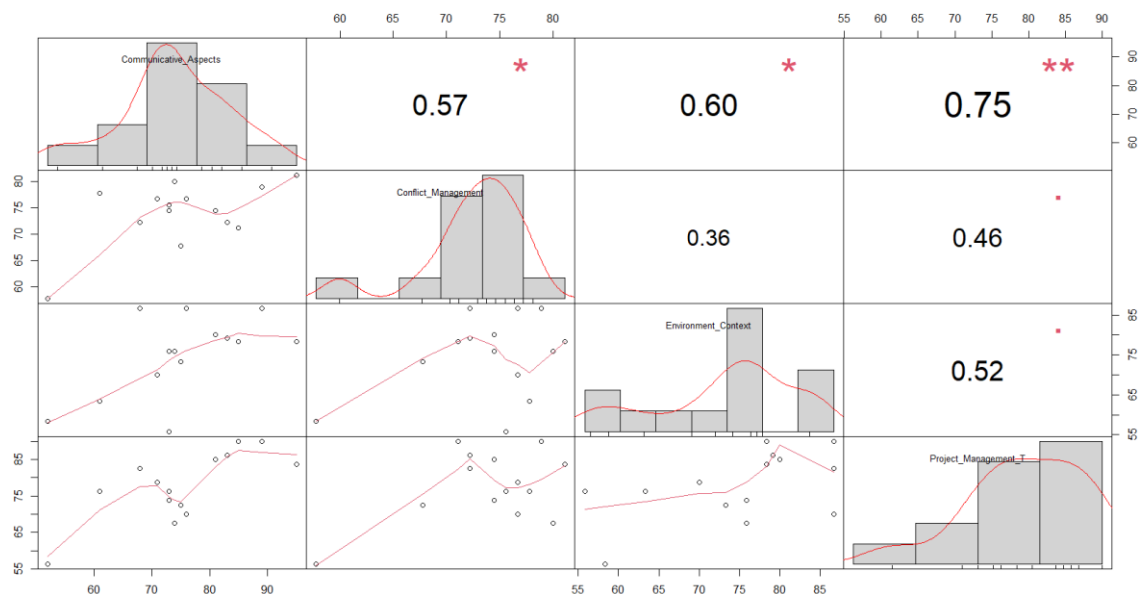 60 70 80
55 60 65 70 75 80 85 90
Communicative_Aspects
*
0.57
*
0.60
**
0.75
60 70 80 90
60 65 70 75 80
Conflict_Management
0.36
0.46
Environment_Context
0.52
55 65 75 85
55 65 75 85
Project_Management_T
60 70 80 90
55 60 65 70 75 80 85